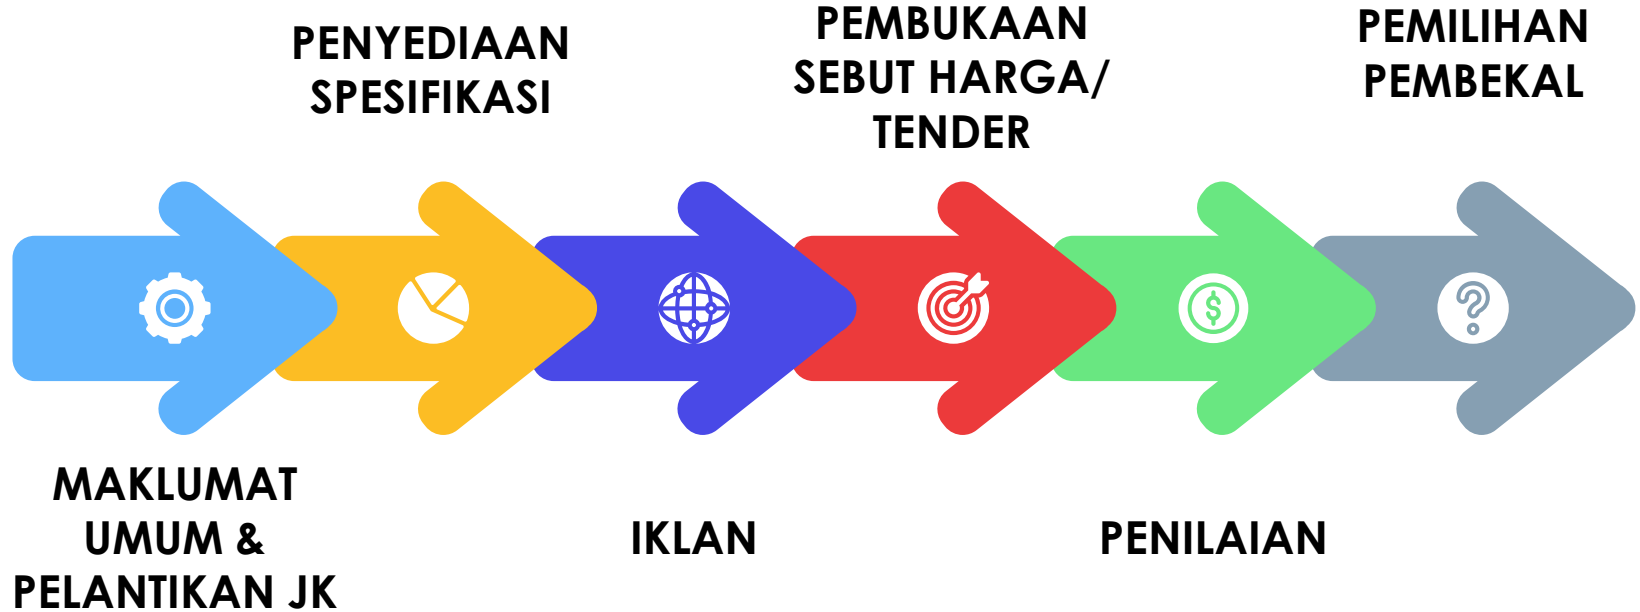 MAKLUMAT
UMUM &
PELANTIKAN JK
PENYEDIAAN
SPESIFIKASI
IKLAN
PEMBUKAAN
SEBUT HARGA/
TENDER
PENILAIAN
PEMILIHAN
PEMBEKAL